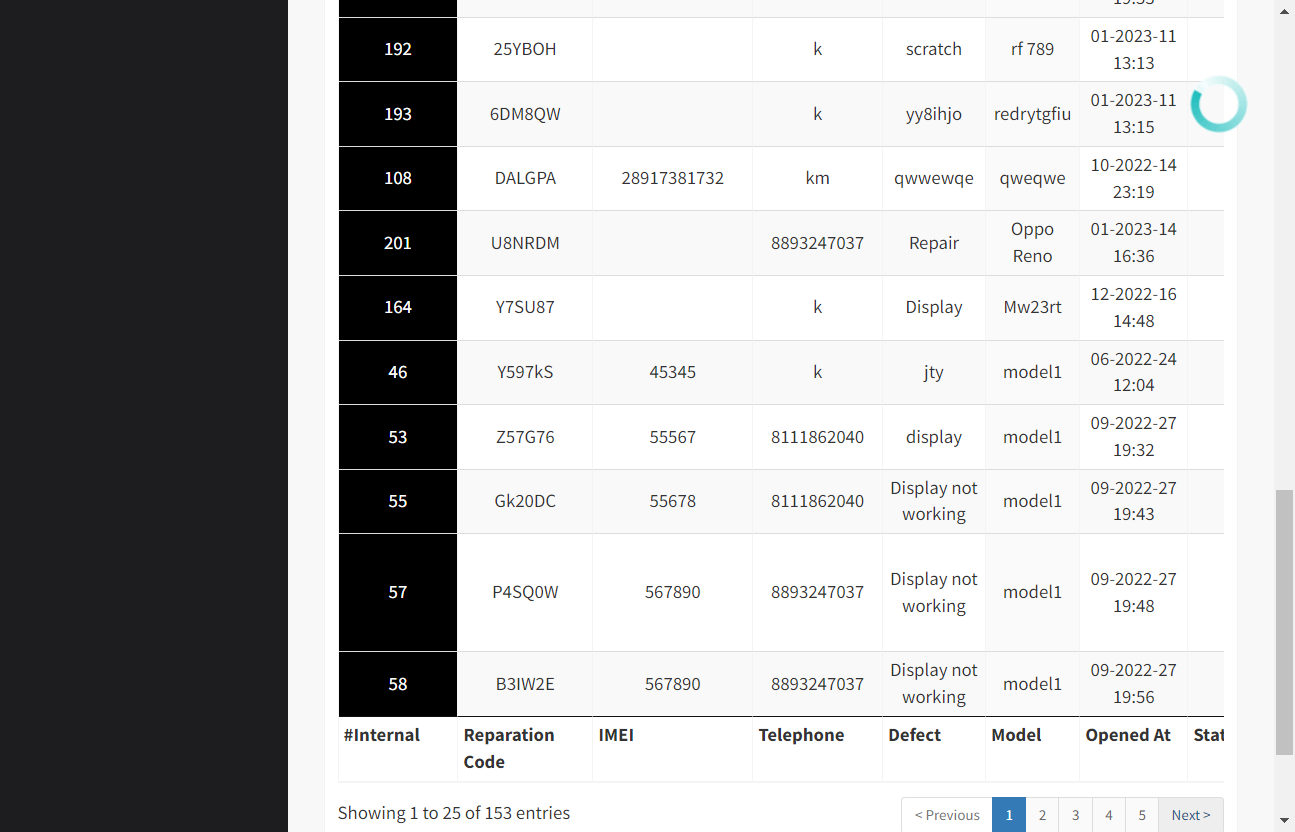 192 25YBOH k scratch rf 789 01-2023-11
13:13
193 6DM8QW k yy8ihjo redrytgfiu 01-2023-11
13:15
108 DALGPA 28917381732 km qwwewqe qweqwe 10-2022-14
23:19
201 U8NRDM 8893247037 Repair Oppo
Reno 01-2023-14
16:36
164 Y7SU87 k Display Mw23rt 12-2022-16
14:48
46 Y597kS 45345 k jty model1 06-2022-24
12:04
53 Z57G76 55567 8111862040 display model1 09-2022-27
19:32
55 Gk20DC 55678 8111862040 Display not
working model1 09-2022-27
19:43
57 P4SQ0W 567890 8893247037 Display not
working model1 09-2022-27
19:48
58 B3IW2E 567890 8893247037 Display not
working model1 09-2022-27
19:56
#Internal Reparation
Code IMEI Telephone Defect Model Opened At Stat
Showing 1 to 25 of 153 entries < Previous 1 2 3 4 5 Next >